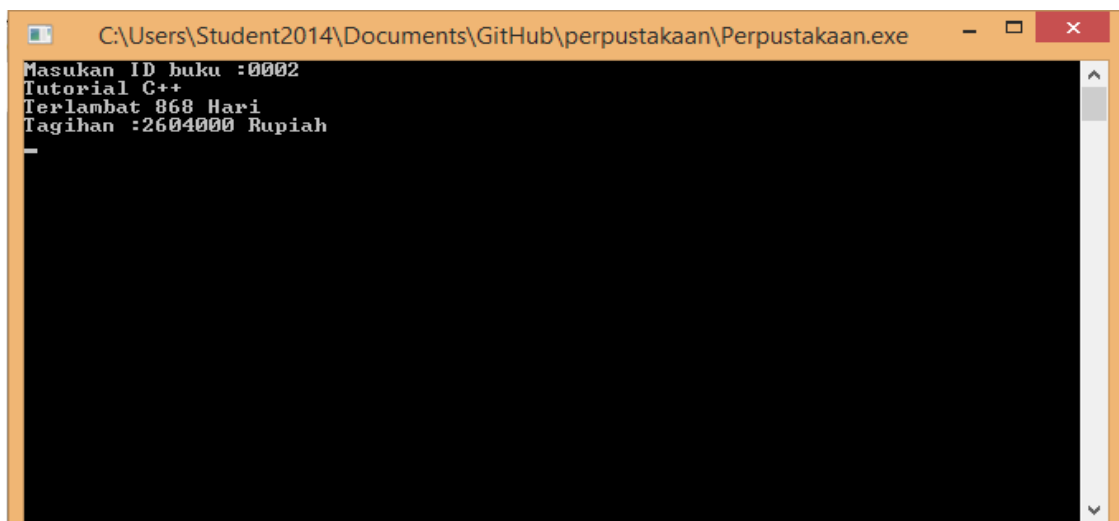 C:\Users\Student2014\Documents\GitHub\perpustakaan\Perpustakaan.exe
Masukan ID buku :0002
Tutorial C++
Terlambat 868 Hari
Tagihan :2604000 Rupiah